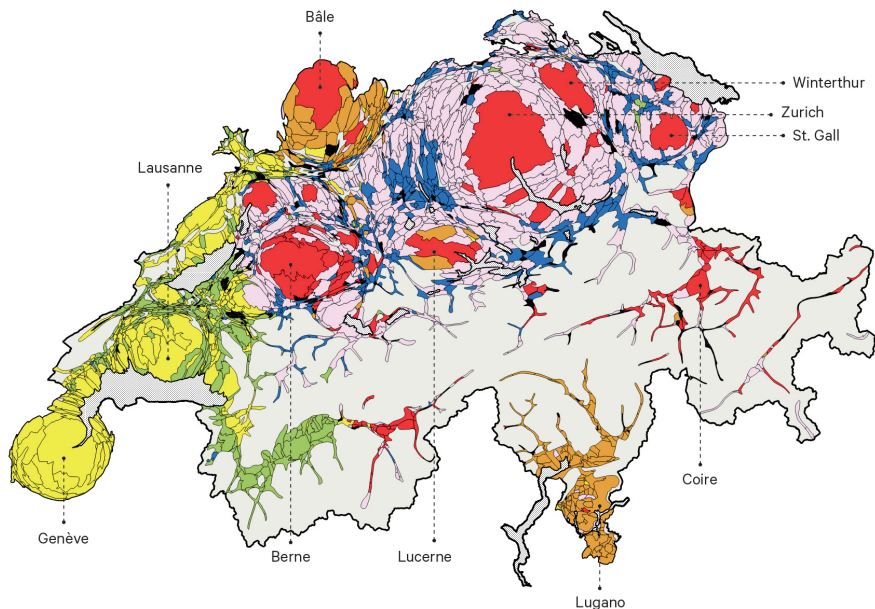 Bâle
Winterthur
Zurich
St. Gall
Lausanne
Coire
Genève
Berne
Lucerne
Lugano